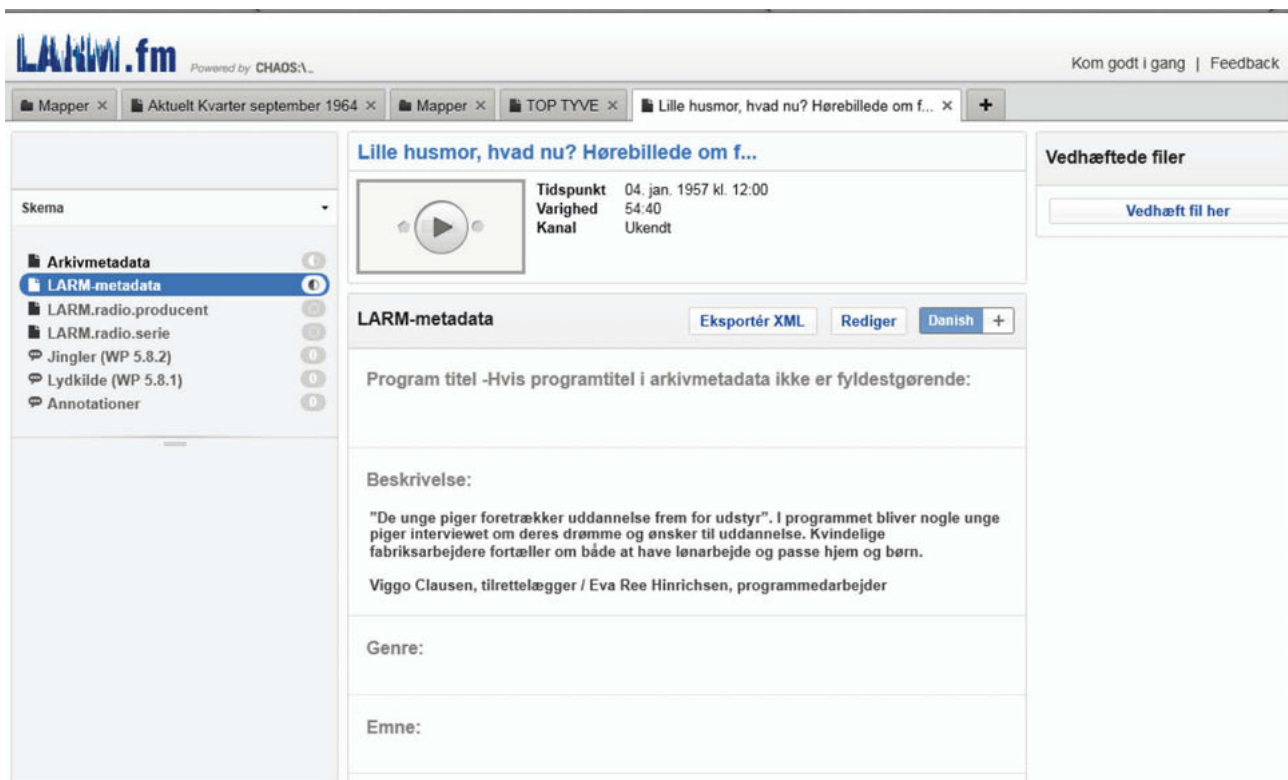 LARM.fm Powered by CHAOS:\_
Kom godt i gang | Feedback
Mapper × Aktuelt Kvarter september 1964 × Mapper × TOP TYVE × Lille husmor, hvad nu? Hørebillede om f... × +
Skema
Arkivmetadata
LARM-metadata
LARM.radio.producent
LARM.radio.serie
Jingler (WP 5.8.2) 0
Lydkilde (WP 5.8.1) 0
Annotationer 0
Lille husmor, hvad nu? Hørebillede om f...
Tidspunkt 04. jan. 1957 kl. 12:00
Varighed 54:40
Kanal Ukendt
LARM-metadata Eksportér XML Rediger Danish +
Program titel -Hvis programtitel i arkivmetadata ikke er fyldestgørende:
Beskrivelse:
"De unge piger foretrækker uddannelse frem for udstyr". I programmet bliver nogle unge
piger interviewet om deres drømme og ønsker til uddannelse. Kvindelige
fabriksarbejdere fortæller om både at have lønarbejde og passe hjem og børn.
Viggo Clausen, tilrettelægger / Eva Ree Hinrichsen, programmedarbejder
Genre:
Emne:
Vedhæftede filer
Vedhæft fil her